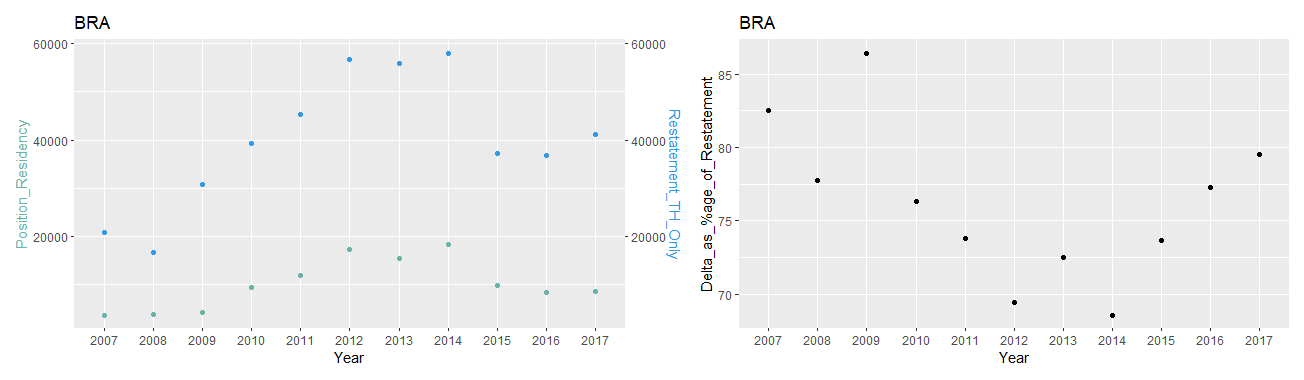 BRA
60000
40000
20000
Position_Residency
60000
40000
20000
Restatement_TH_Only
2007 2008 2009 2010 2011 2012 2013 2014 2015 2016 2017
Year
BRA
85
80
75
70
Delta_as_%age_of_Restatement
2007 2008 2009 2010 2011 2012 2013 2014 2015 2016 2017
Year